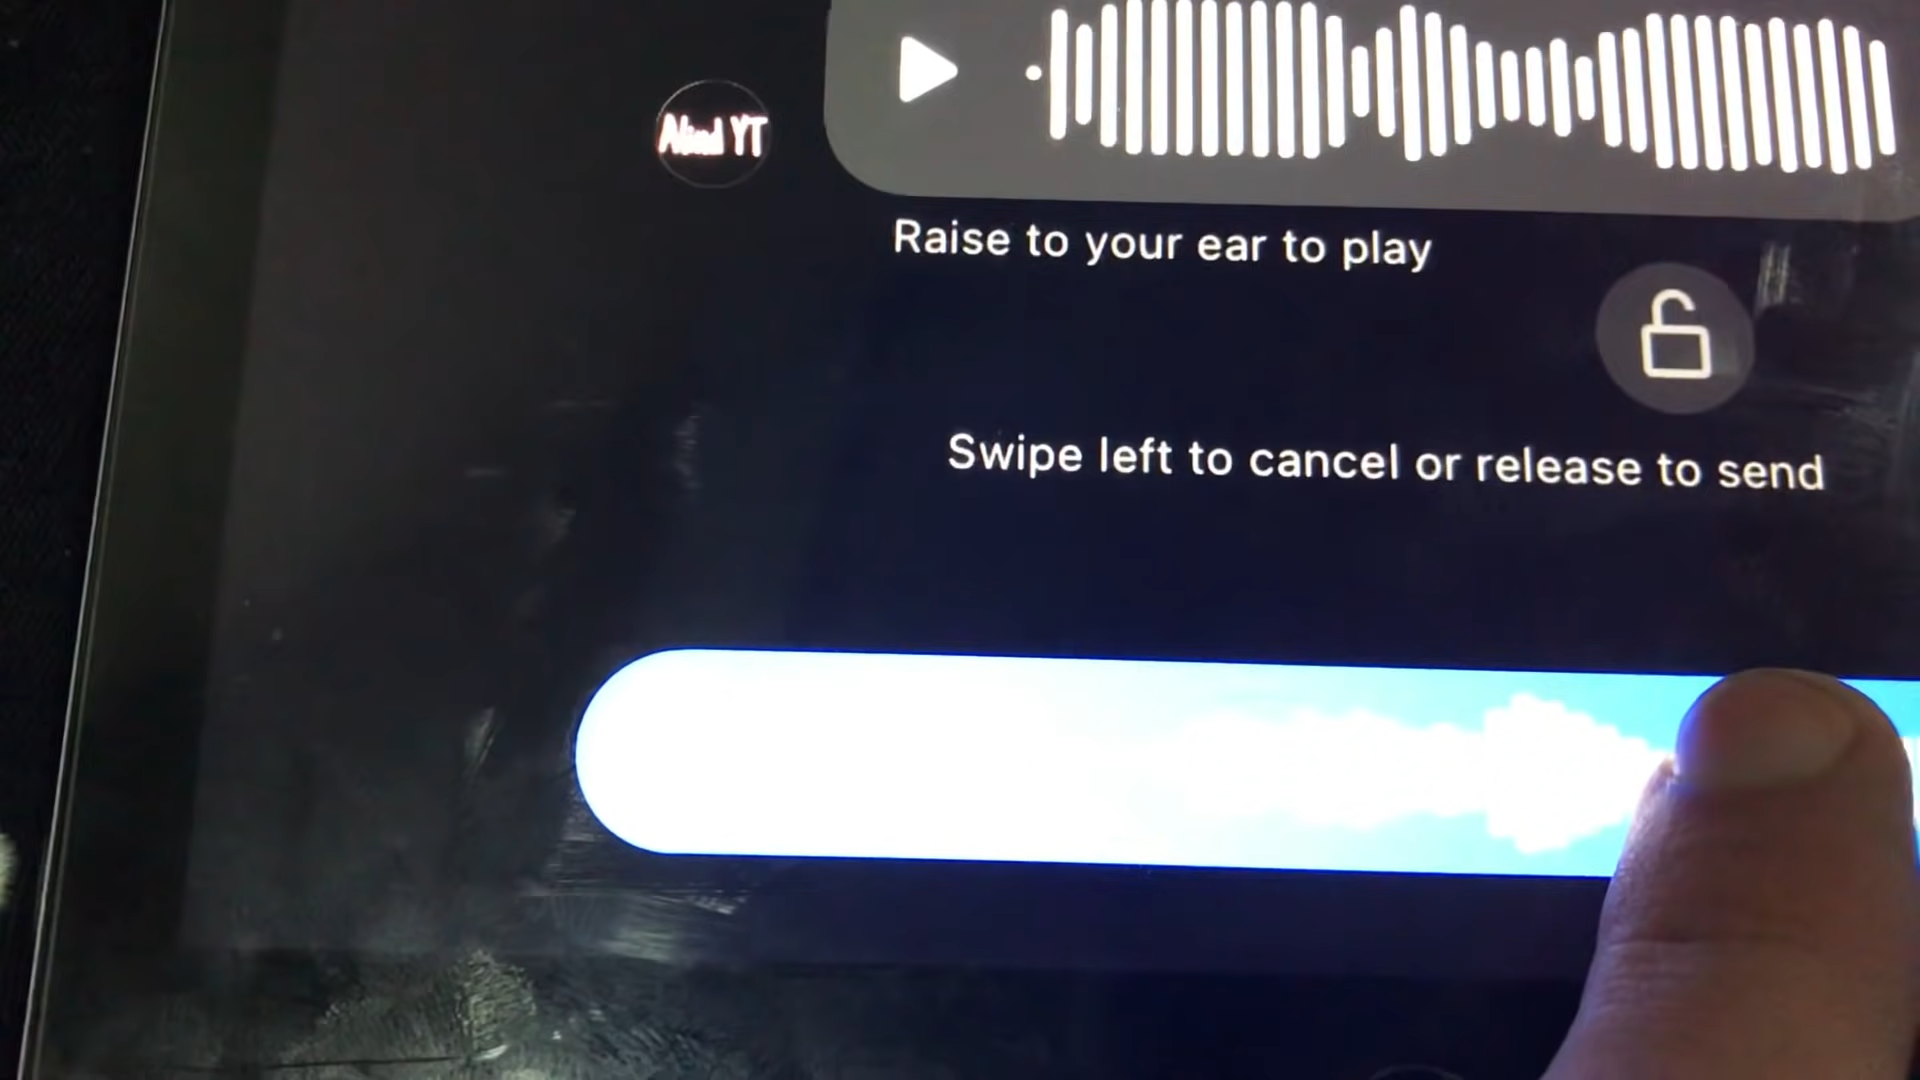 Raise to your ear to play
Swipe left to cancel or release to send